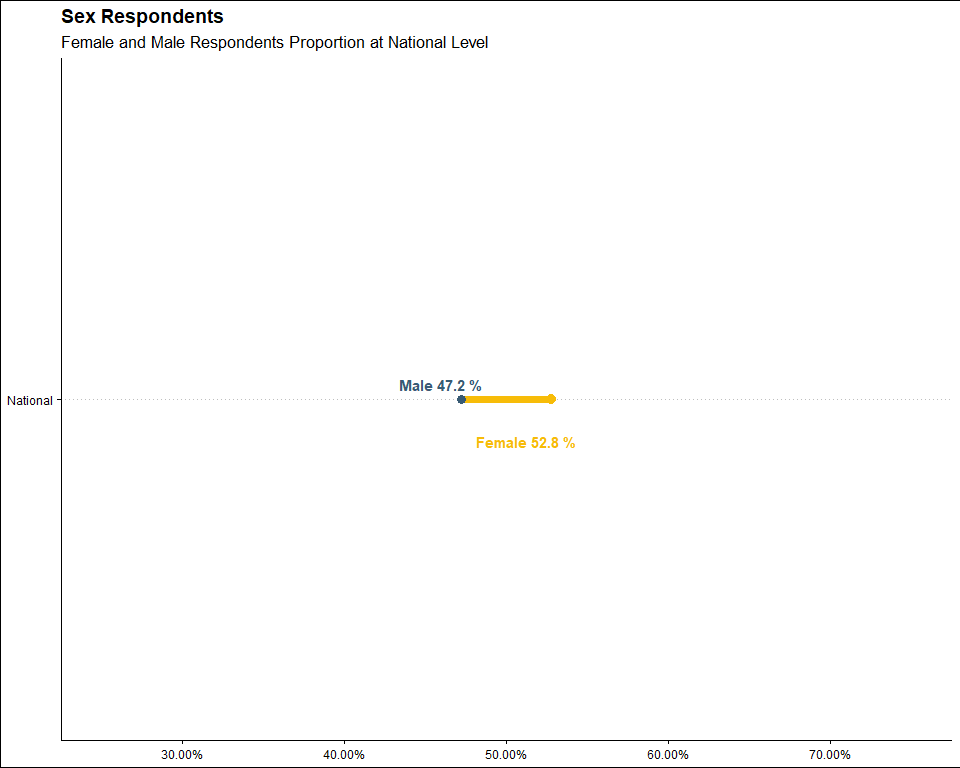 Sex Respondents
Female and Male Respondents Proportion at National Level
Male 47.2 %
National
Female 52.8 %
30.00% 40.00% 50.00% 60.00% 70.00%